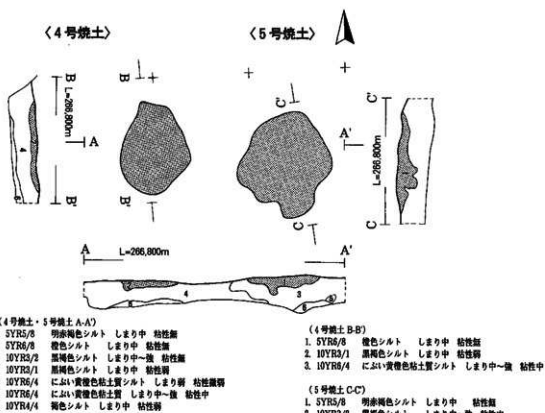 〈4号焼土〉
〈5号焼土〉
B
B
C
C'
L=266,800m
A
A'
L=266,800m
4
B'
B'
C
C
A
L=266,800m
A'
4
3
(4号焼土・5号焼土 A-A')
5YR5/8 明赤褐色シルト しまり中 粘性無
5YR6/8 橙色シルト しまり中 粘性無
10YR3/2 黒褐色シルト しまり中~強 粘性無
10YR3/1 黒褐色シルト しまり中 粘性弱
10YR6/4 にぶい黄橙色粘土質シルト しまり弱 粘性微弱
10YR6/4 にぶい黄橙色粘土質 しまり中~強 粘性中
10YR4/4 褐色シルト しまり中 粘性弱
(4号焼土 B-B')
1. 5YR6/8 橙色シルト しまり中 粘性無
2. 10YR3/1 黒褐色シルト しまり中 粘性弱
3. 10YR6/4 にぶい黄橙色粘土質シルト しまり中~強 粘性中
(5号焼土 C-C')
1. 5YR5/8 明赤褐色シルト しまり中 粘性無